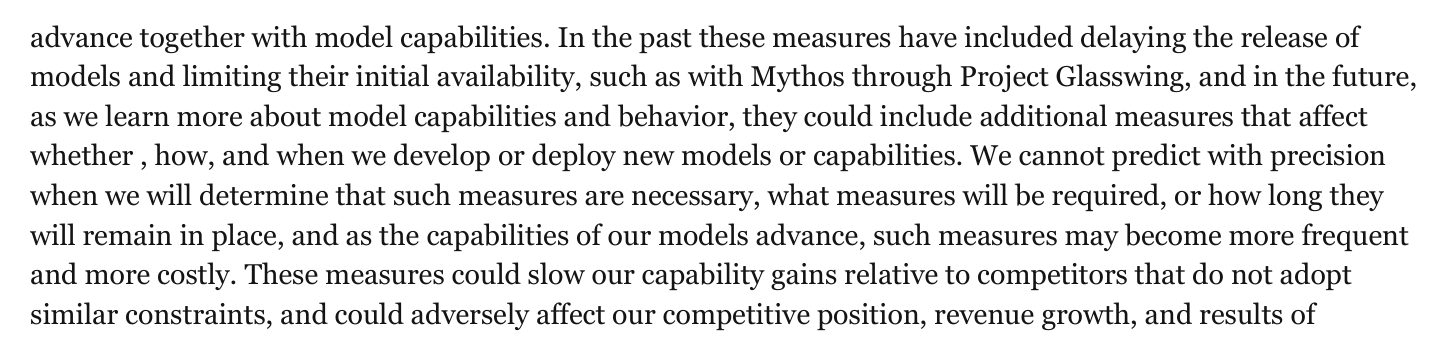 advance together with model capabilities. In the past these measures have included delaying the release of
models and limiting their initial availability, such as with Mythos through Project Glasswing, and in the future,
as we learn more about model capabilities and behavior, they could include additional measures that affect
whether , how, and when we develop or deploy new models or capabilities. We cannot predict with precision
when we will determine that such measures are necessary, what measures will be required, or how long they
will remain in place, and as the capabilities of our models advance, such measures may become more frequent
and more costly. These measures could slow our capability gains relative to competitors that do not adopt
similar constraints, and could adversely affect our competitive position, revenue growth, and results of